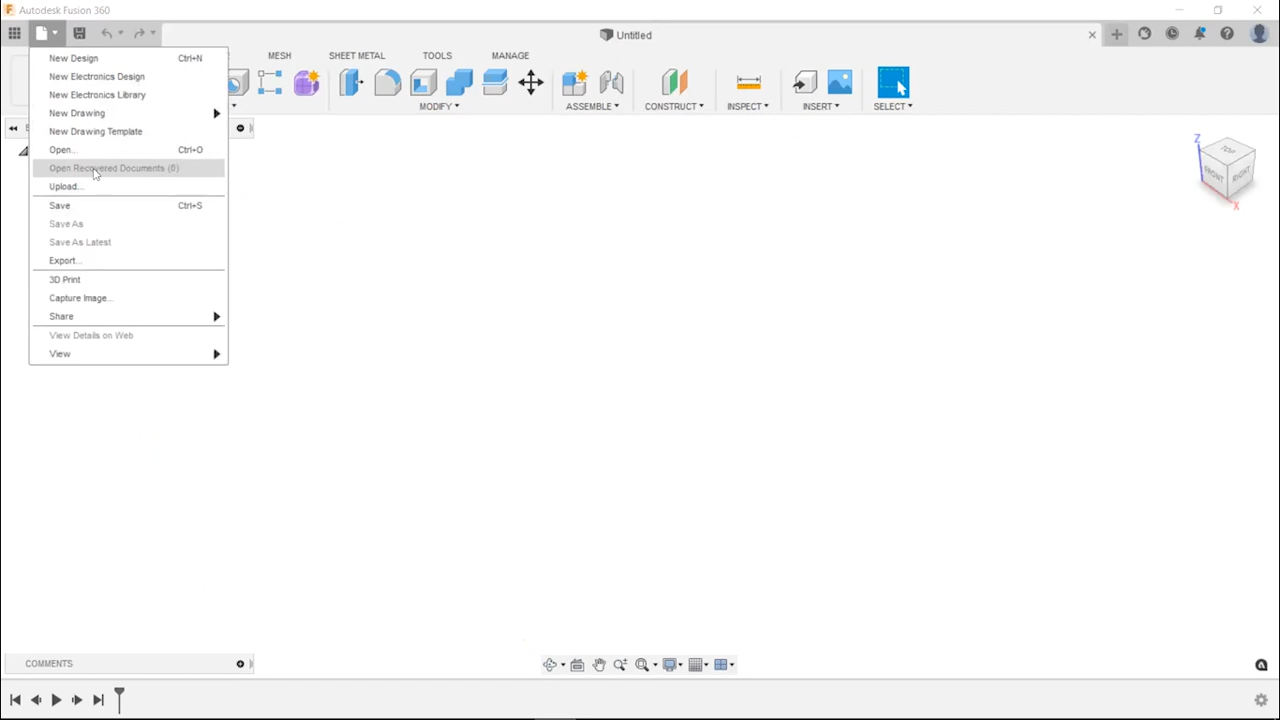 Autodesk Fusion 360
Untitled
MESH SHEET METAL TOOLS MANAGE
MODIFY ASSEMBLE CONSTRUCT INSPECT INSERT SELECT
New Design Ctrl+N
New Electronics Design
New Electronics Library
New Drawing
New Drawing Template
Open... Ctrl+O
Open Recovered Documents (0)
Upload...
Save Ctrl+S
Save As
Save As Latest
Export...
3D Print
Capture Image...
Share
View Details on Web
View
Z
TOP
FRONT RIGHT
X
COMMENTS